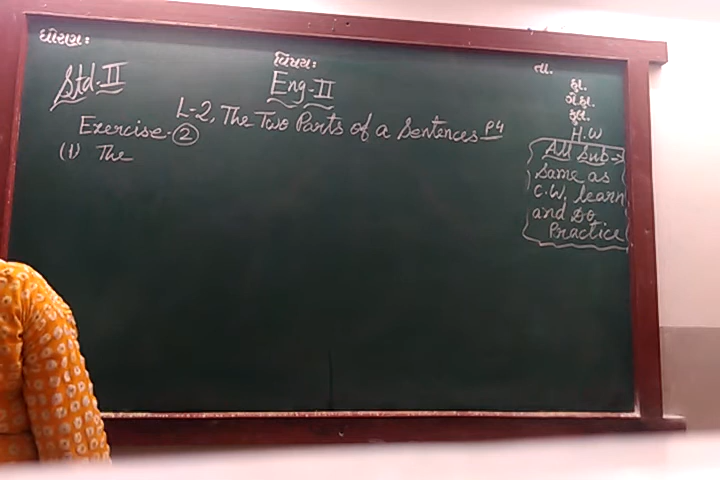 ધોરણ:
વિષય:
તા.
Std-II
Eng-II
હા.
ગે.હા.
કુલ.
L-2, The Two Parts of a Sentences P4
Exercise-2
(1) The
H.W
All Sub→
Same as
C.W. learn
and Do
Practice